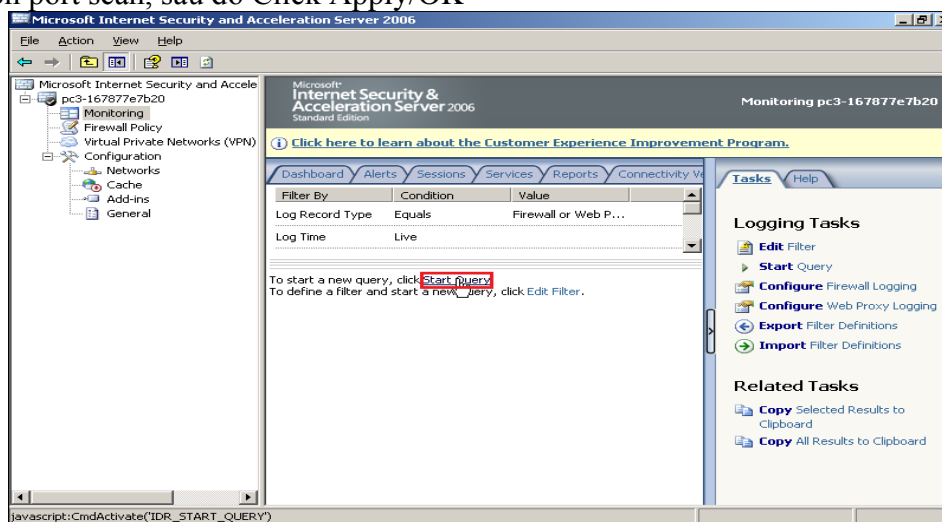 port scan, sau đó Click Apply/OK
Microsoft Internet Security and Acceleration Server 2006
File Action View Help
Microsoft Internet Security and Accele
pc3-167877e7b20
Monitoring
Firewall Policy
Virtual Private Networks (VPN)
Configuration
Networks
Cache
Add-ins
General
Microsoft®
Internet Security &
Acceleration Server 2006
Standard Edition
Monitoring pc3-167877e7b20
Click here to learn about the Customer Experience Improvement Program.
Dashboard Alerts Sessions Services Reports Connectivity Ve
Filter By Condition Value
Log Record Type Equals Firewall or Web P...
Log Time Live
To start a new query, click Start Query
To define a filter and start a new query, click Edit Filter.
Tasks Help
Logging Tasks
Edit Filter
Start Query
Configure Firewall Logging
Configure Web Proxy Logging
Export Filter Definitions
Import Filter Definitions
Related Tasks
Copy Selected Results to
Clipboard
Copy All Results to Clipboard
javascript:CmdActivate('IDR_START_QUERY')